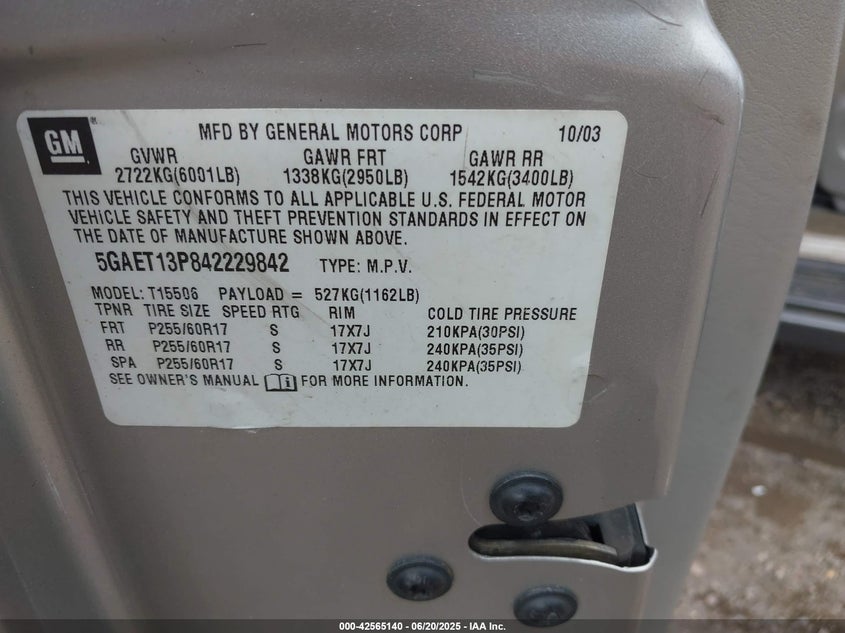 GM
MFD BY GENERAL MOTORS CORP 10/03
GVWR GAWR FRT GAWR RR
2722KG(6001LB) 1338KG(2950LB) 1542KG(3400LB)
THIS VEHICLE CONFORMS TO ALL APPLICABLE U.S. FEDERAL MOTOR
VEHICLE SAFETY AND THEFT PREVENTION STANDARDS IN EFFECT ON
THE DATE OF MANUFACTURE SHOWN ABOVE.
5GAET13P842229842 TYPE: M.P.V.
MODEL: T15506 PAYLOAD = 527KG(1162LB)
TPNR TIRE SIZE SPEED RTG RIM COLD TIRE PRESSURE
FRT P255/60R17 S 17X7J 210KPA(30PSI)
RR P255/60R17 S 17X7J 240KPA(35PSI)
SPA P255/60R17 S 17X7J 240KPA(35PSI)
SEE OWNER'S MANUAL FOR MORE INFORMATION.
000-42565140 - 06/20/2025 - IAA Inc.